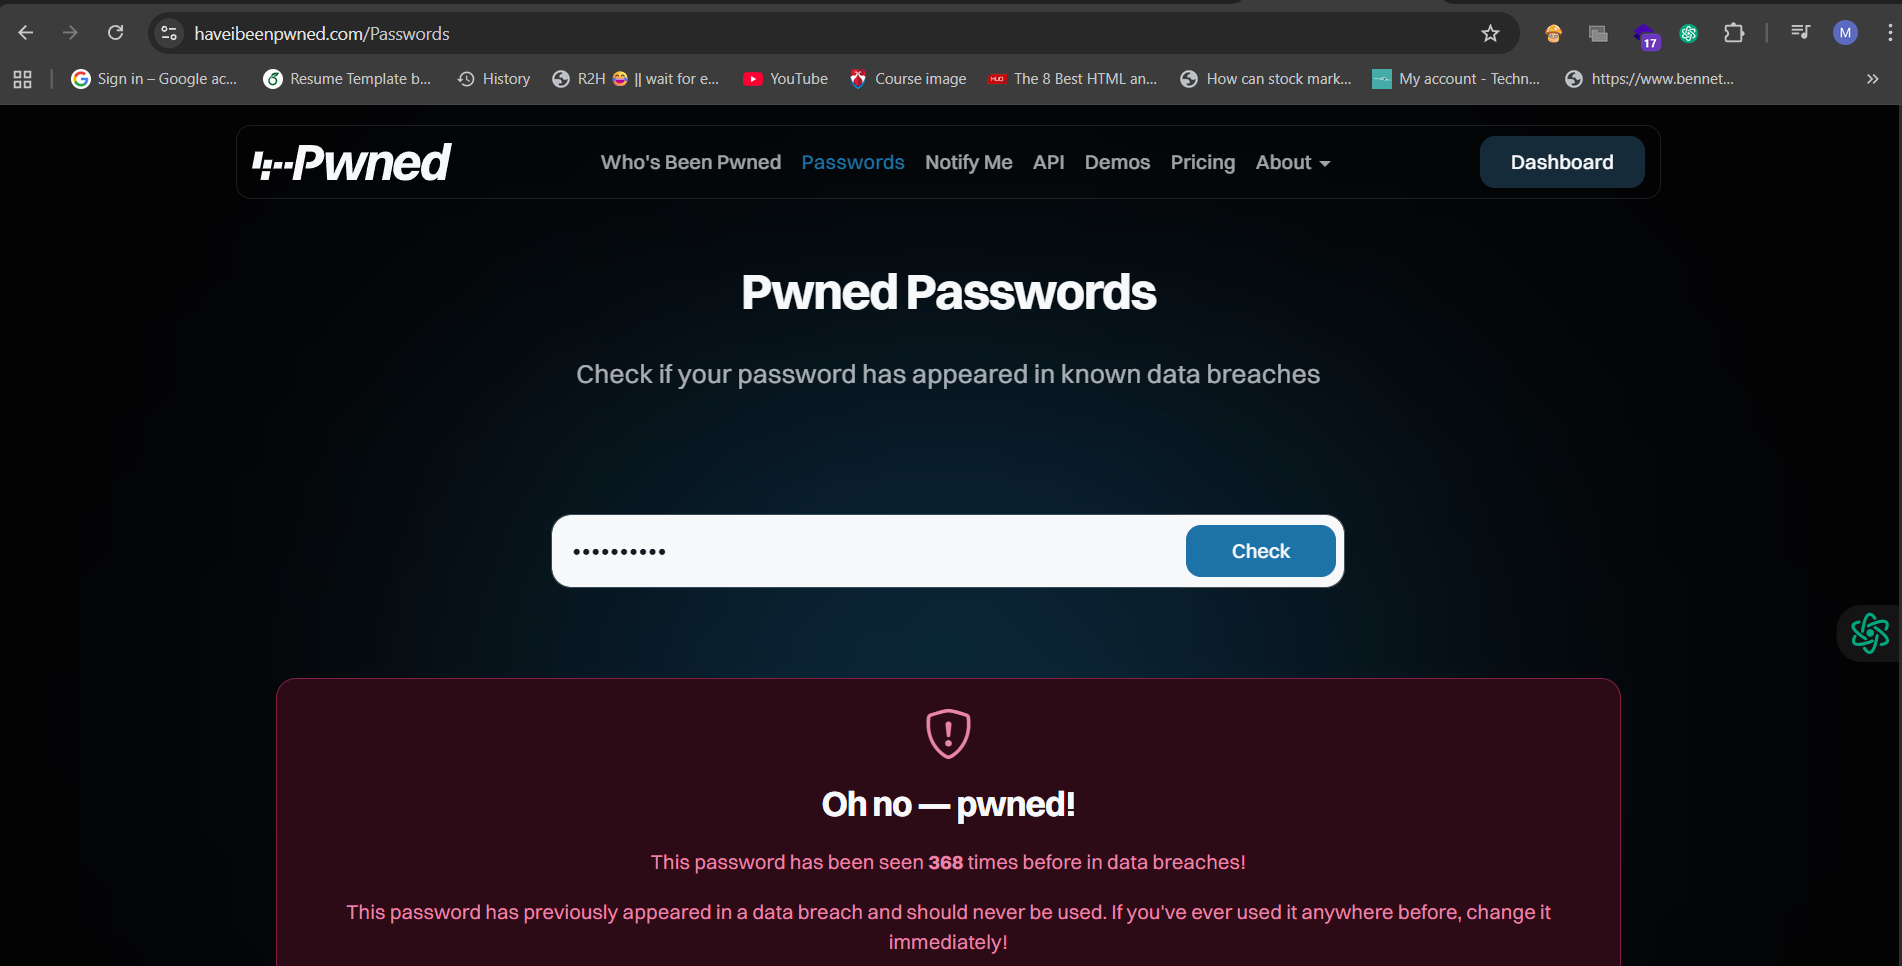 haveibeenpwned.com/Passwords
17
M
Sign in – Google ac...
Resume Template b...
History
R2H 😂 || wait for e...
YouTube
Course image
MUO
The 8 Best HTML an...
How can stock mark...
My account - Techn...
https://www.bennet...
';--Pwned
Who's Been Pwned
Passwords
Notify Me
API
Demos
Pricing
About
Dashboard
Pwned Passwords
Check if your password has appeared in known data breaches
••••••••••
Check
Oh no — pwned!
This password has been seen 368 times before in data breaches!
This password has previously appeared in a data breach and should never be used. If you've ever used it anywhere before, change it
immediately!